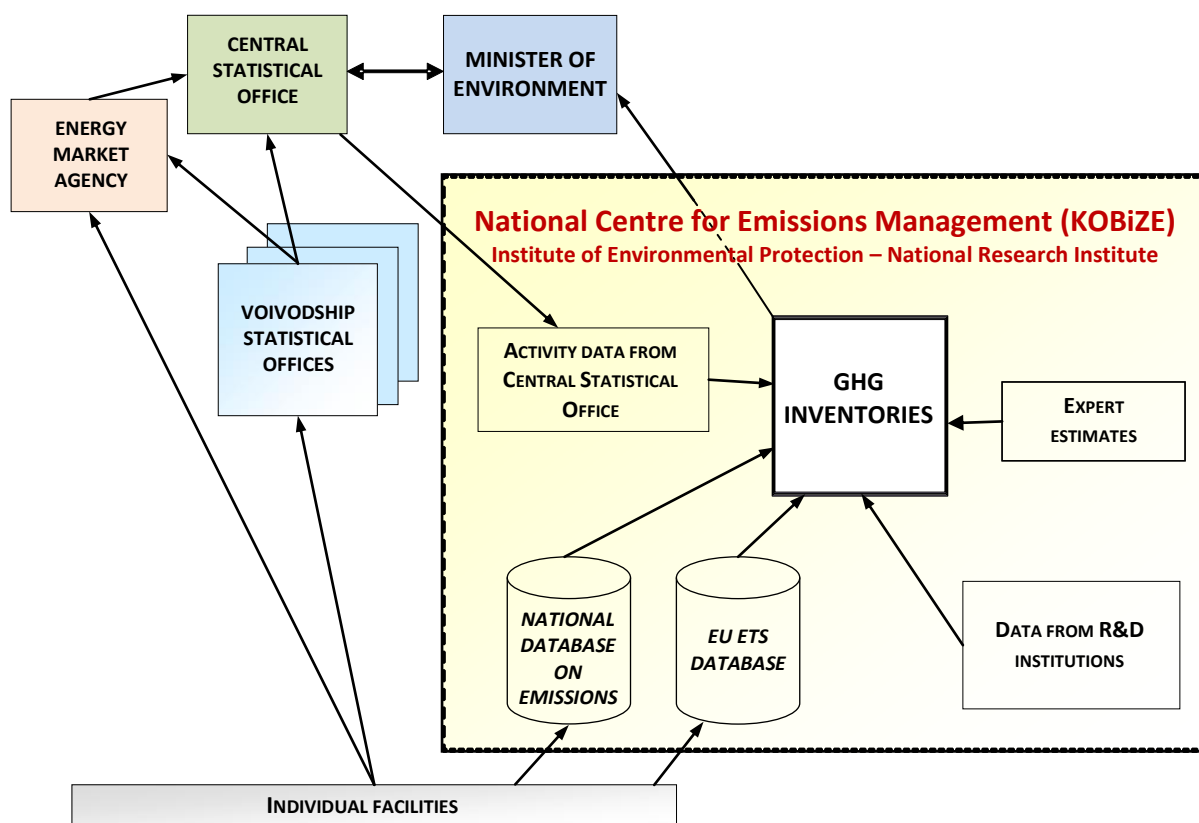 CENTRAL
STATISTICAL
OFFICE
MINISTER OF
ENVIRONMENT
ENERGY
MARKET
AGENCY
National Centre for Emissions Management (KOBiZE)
Institute of Environmental Protection – National Research Institute
VOIVODSHIP
STATISTICAL
OFFICES
ACTIVITY DATA FROM
CENTRAL STATISTICAL
OFFICE
GHG
INVENTORIES
EXPERT
ESTIMATES
NATIONAL
DATABASE
ON
EMISSIONS
EU ETS
DATABASE
DATA FROM R&D
INSTITUTIONS
INDIVIDUAL FACILITIES